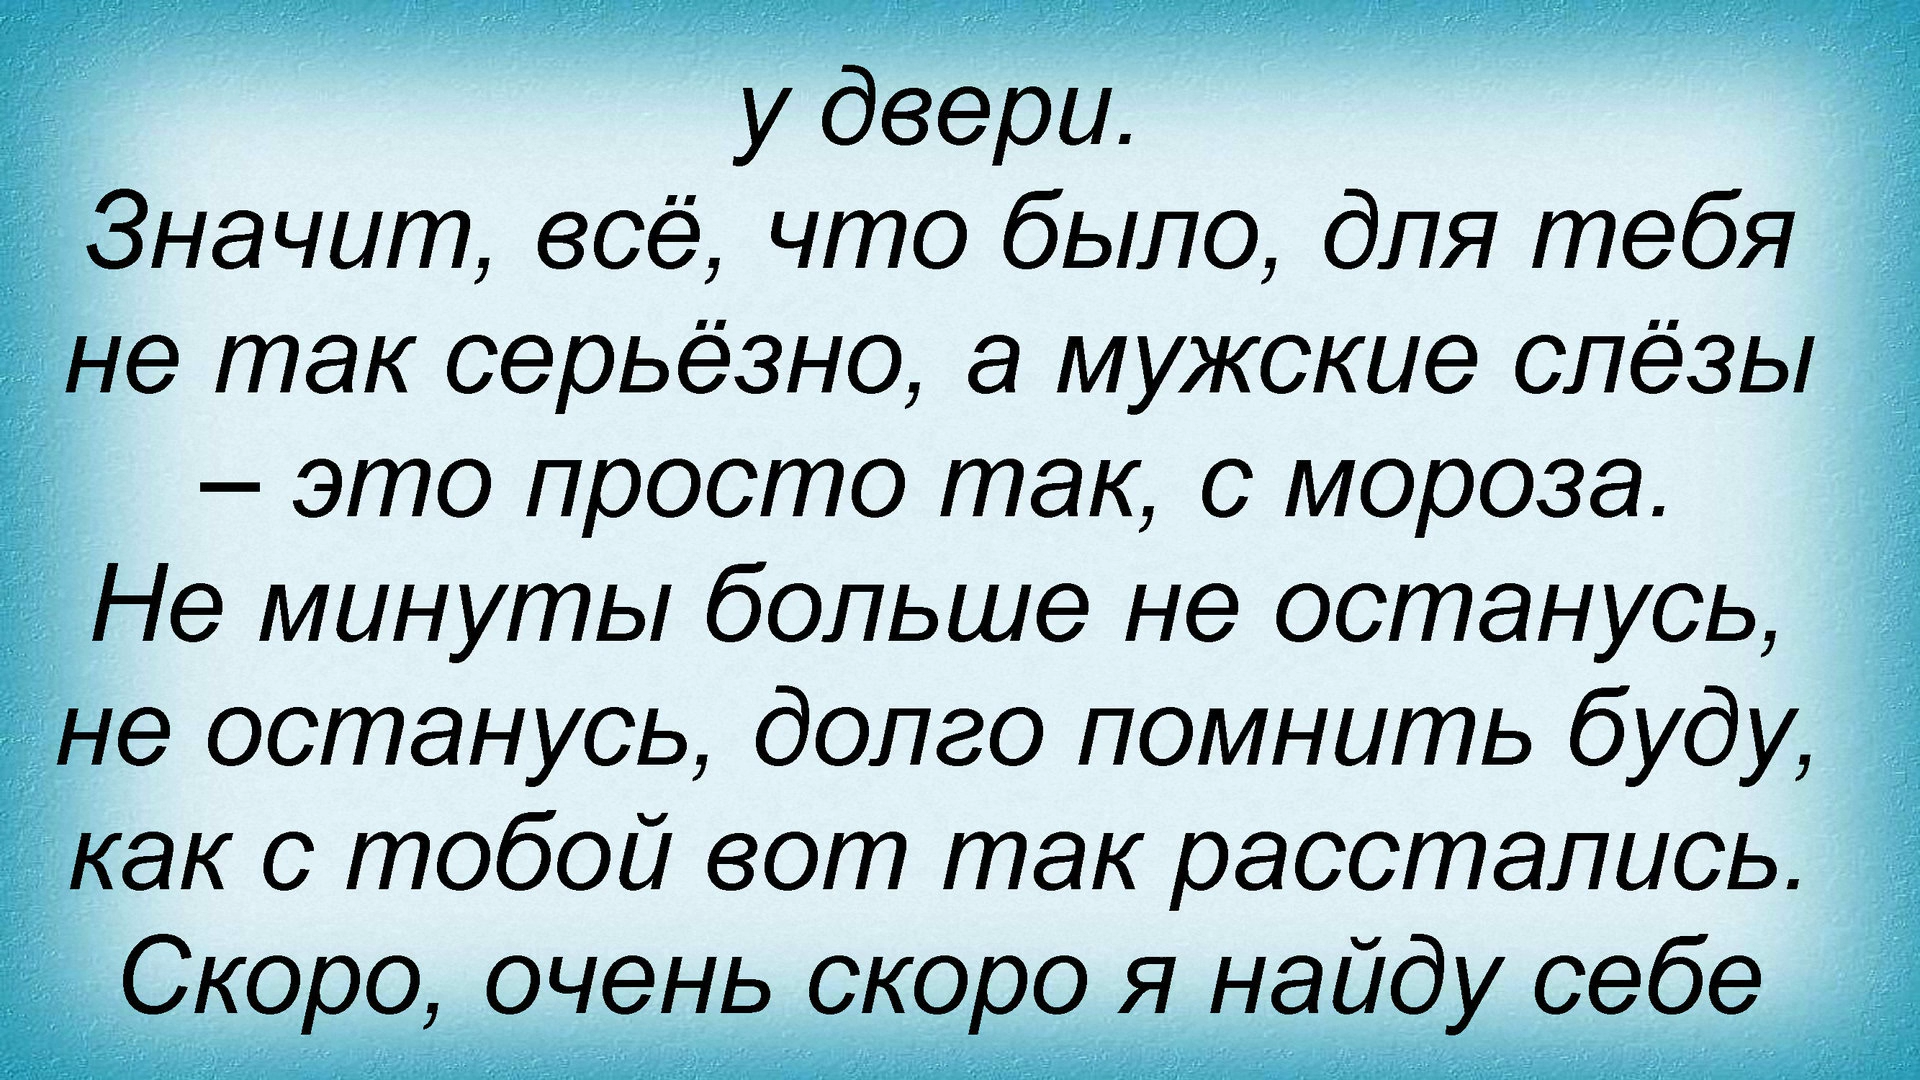 у двери.
Значит, всё, что было, для тебя
не так серьёзно, а мужские слёзы
– это просто так, с мороза.
Не минуты больше не останусь,
не останусь, долго помнить буду,
как с тобой вот так расстались.
Скоро, очень скоро я найду себе